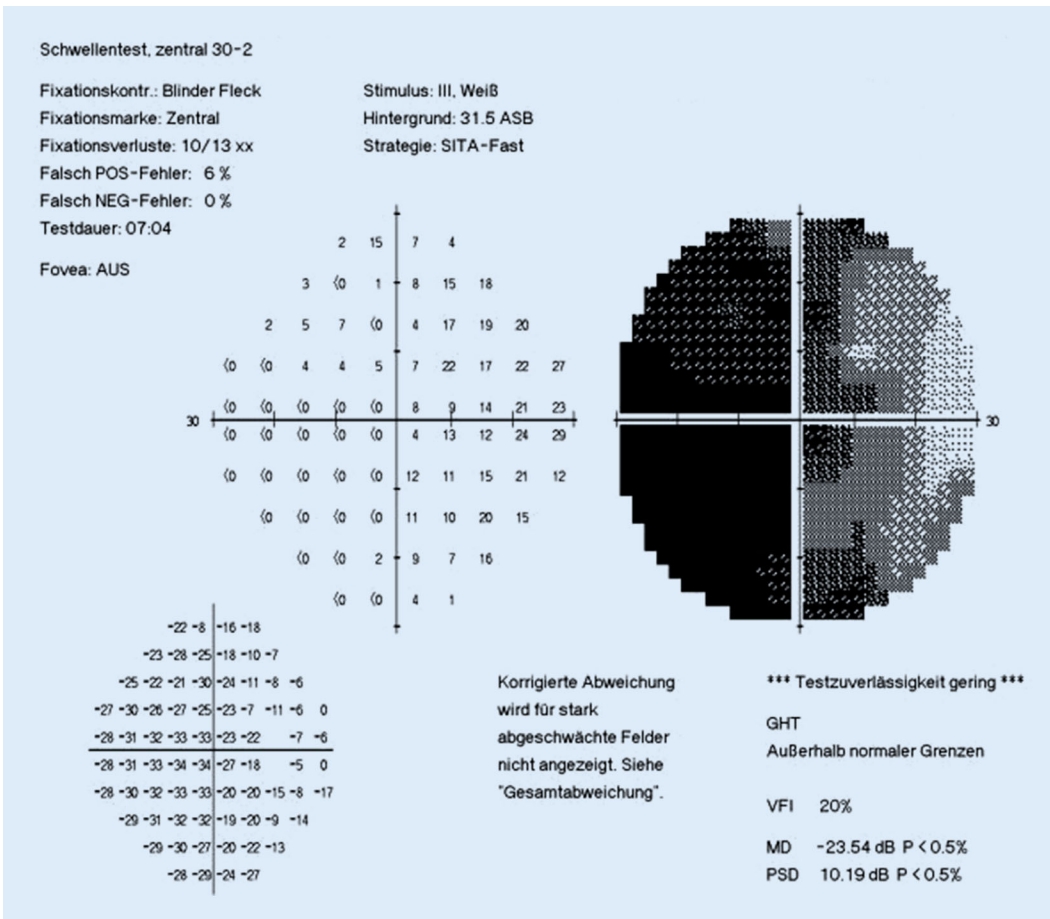 Schwellentest, zentral 30-2
Fixationskontr.: Blinder Fleck
Fixationsmarke: Zentral
Fixationsverluste: 10/13 xx
Falsch POS-Fehler: 6 %
Falsch NEG-Fehler: 0 %
Testdauer: 07:04
Fovea: AUS
Stimulus: III, Weiß
Hintergrund: 31.5 ASB
Strategie: SITA-Fast
2 15 7 4
3 <0 1 8 15 18
2 5 7 <0 4 17 19 20
<0 <0 4 4 5 7 22 17 22 27
<0 <0 <0 <0 <0 8 9 14 21 23
30 30
<0 <0 <0 <0 <0 4 13 12 24 29
<0 <0 <0 <0 <0 12 11 15 21 12
<0 <0 <0 <0 11 10 20 15
<0 <0 2 9 7 16
<0 <0 4 1
-22 -8 -16 -18
-23 -28 -25 -18 -10 -7
-25 -22 -21 -30 -24 -11 -8 -6
-27 -30 -26 -27 -25 -23 -7 -11 -6 0
-28 -31 -32 -33 -33 -23 -22 -7 -6
-28 -31 -33 -34 -34 -27 -18 -5 0
-28 -30 -32 -33 -33 -20 -20 -15 -8 -17
-29 -31 -32 -32 -19 -20 -9 -14
-29 -30 -27 -20 -22 -13
-28 -29 -24 -27
Korrigierte Abweichung
wird für stark
abgeschwächte Felder
nicht angezeigt. Siehe
"Gesamtabweichung".
*** Testzuverlässigkeit gering ***
GHT
Außerhalb normaler Grenzen
VFI 20%
MD -23.54 dB P < 0.5%
PSD 10.19 dB P < 0.5%